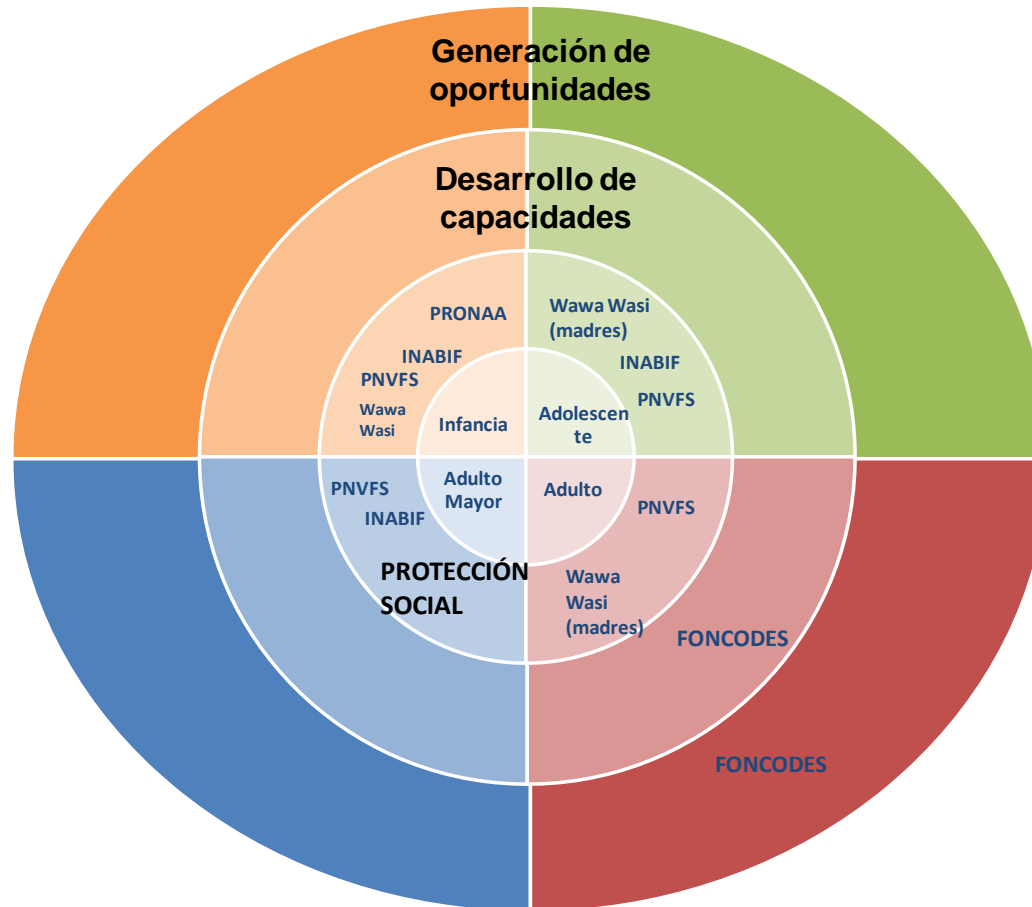 Generación de
oportunidades
Desarrollo de
capacidades
PRONAA
INABIF
PNVFS
Wawa
Wasi
Infancia
Wawa Wasi
(madres)
INABIF
PNVFS
Adolescen
te
PNVFS
INABIF
Adulto
Mayor
Adulto
PNVFS
PROTECCIÓN
SOCIAL
Wawa
Wasi
(madres)
FONCODES
FONCODES